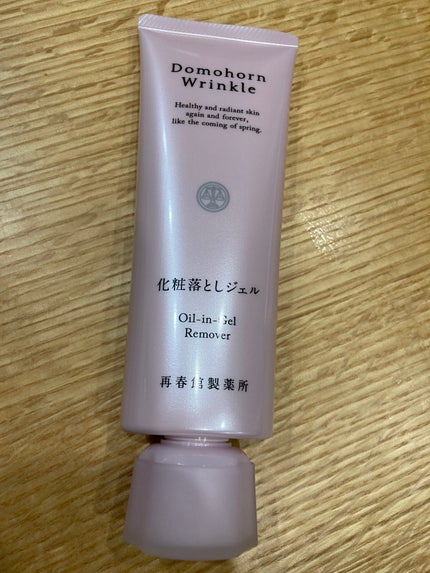 Domohorn
Wrinkle
Healthy and radiant skin
again and forever,
like the coming of spring.
化粧落としジェル
Oil-in-Gel
Remover
再春館製薬所